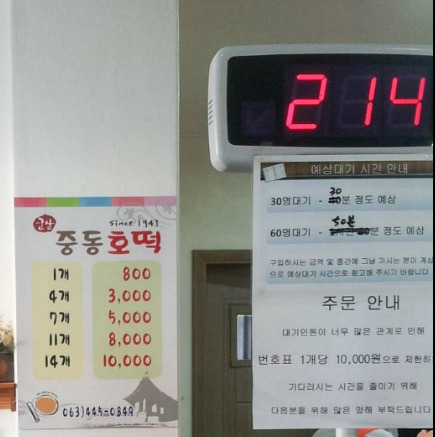 214
군산
since 1943
중동호떡
1개 800
4개 3,000
7개 5,000
11개 8,000
14개 10,000
063)445-0849
예상대기 시간 안내
30명대기 - 30분 정도 예상
60명대기 - 50분 정도 예상
구입하시는 금액 및 중간에 그냥 가시는 분이 계심
으로 예상대기 시간으로 참고해 주시기 바랍니다
주문 안내
대기인원이 너무 많은 관계로 인해
번호표 1개당 10,000원으로 제한하
기다리시는 시간을 줄이기 위해
다음분을 위해 많은 양해 부탁드립니다